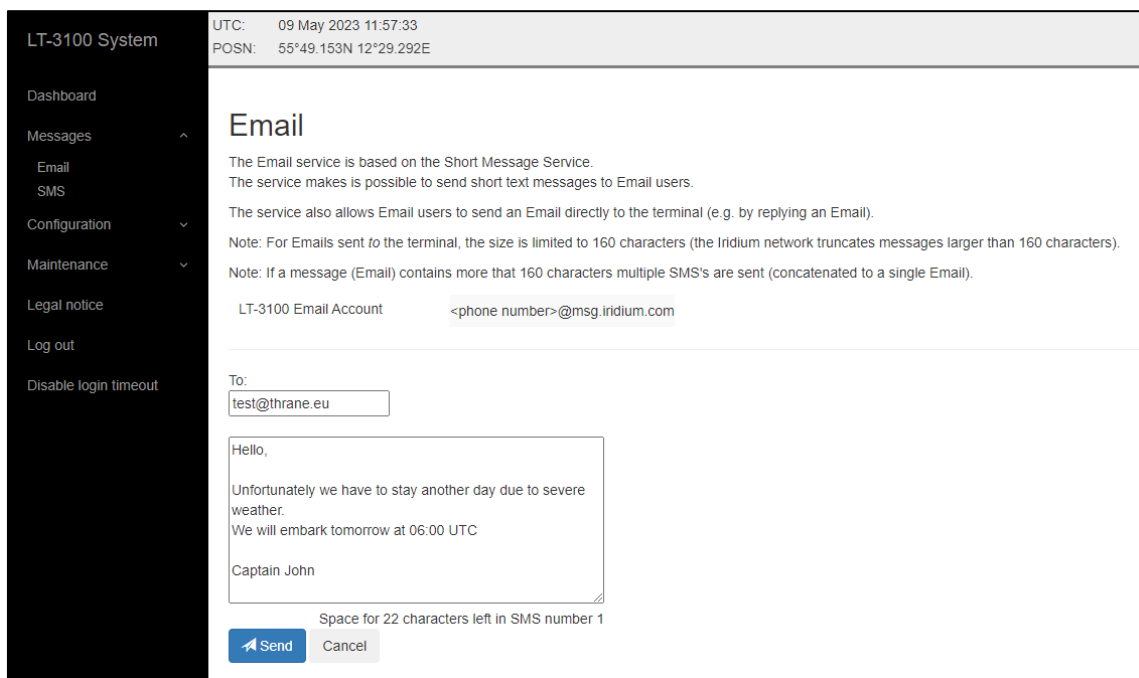 LT-3100 System
UTC: 09 May 2023 11:57:33
POSN: 55°49.153N 12°29.292E
Dashboard
Messages
Email
SMS
Configuration
Maintenance
Legal notice
Log out
Disable login timeout
Email
The Email service is based on the Short Message Service.
The service makes is possible to send short text messages to Email users.
The service also allows Email users to send an Email directly to the terminal (e.g. by replying an Email).
Note: For Emails sent to the terminal, the size is limited to 160 characters (the Iridium network truncates messages larger than 160 characters).
Note: If a message (Email) contains more that 160 characters multiple SMS's are sent (concatenated to a single Email).
LT-3100 Email Account <phone number>@msg.iridium.com
To:
test@thrane.eu
Hello,
Unfortunately we have to stay another day due to severe
weather.
We will embark tomorrow at 06:00 UTC
Captain John
Space for 22 characters left in SMS number 1
Send Cancel